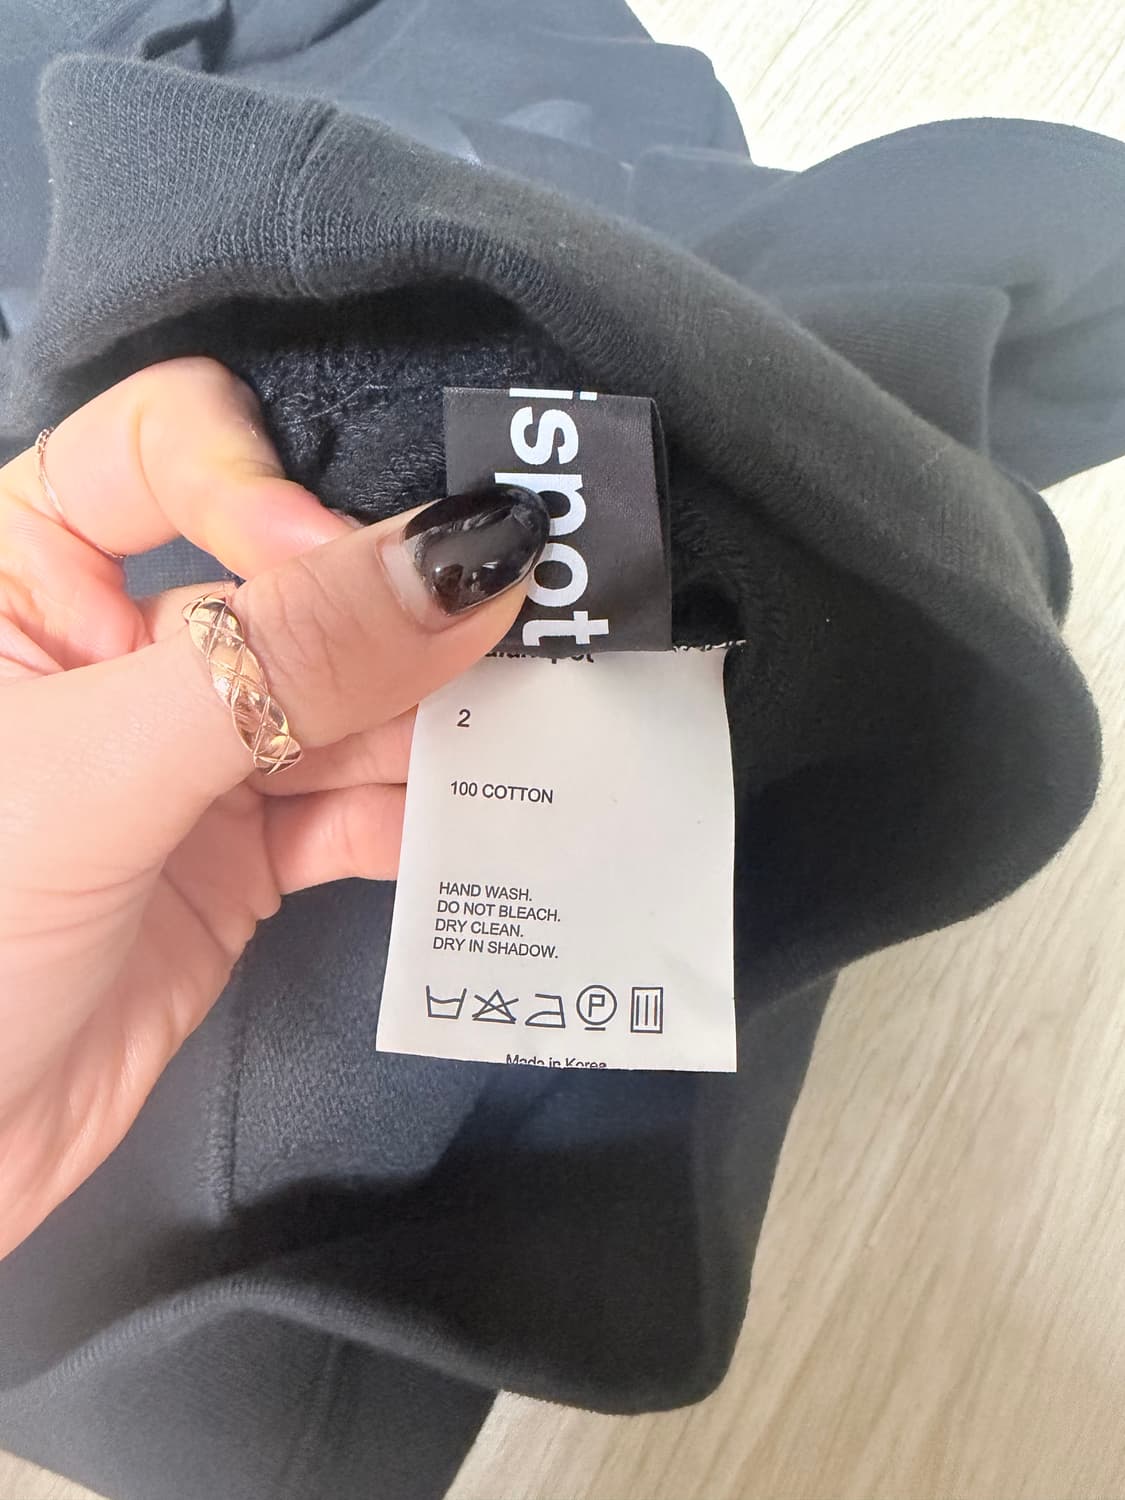 ispot
2
100 COTTON
HAND WASH.
DO NOT BLEACH.
DRY CLEAN.
DRY IN SHADOW.
P
Made in Korea